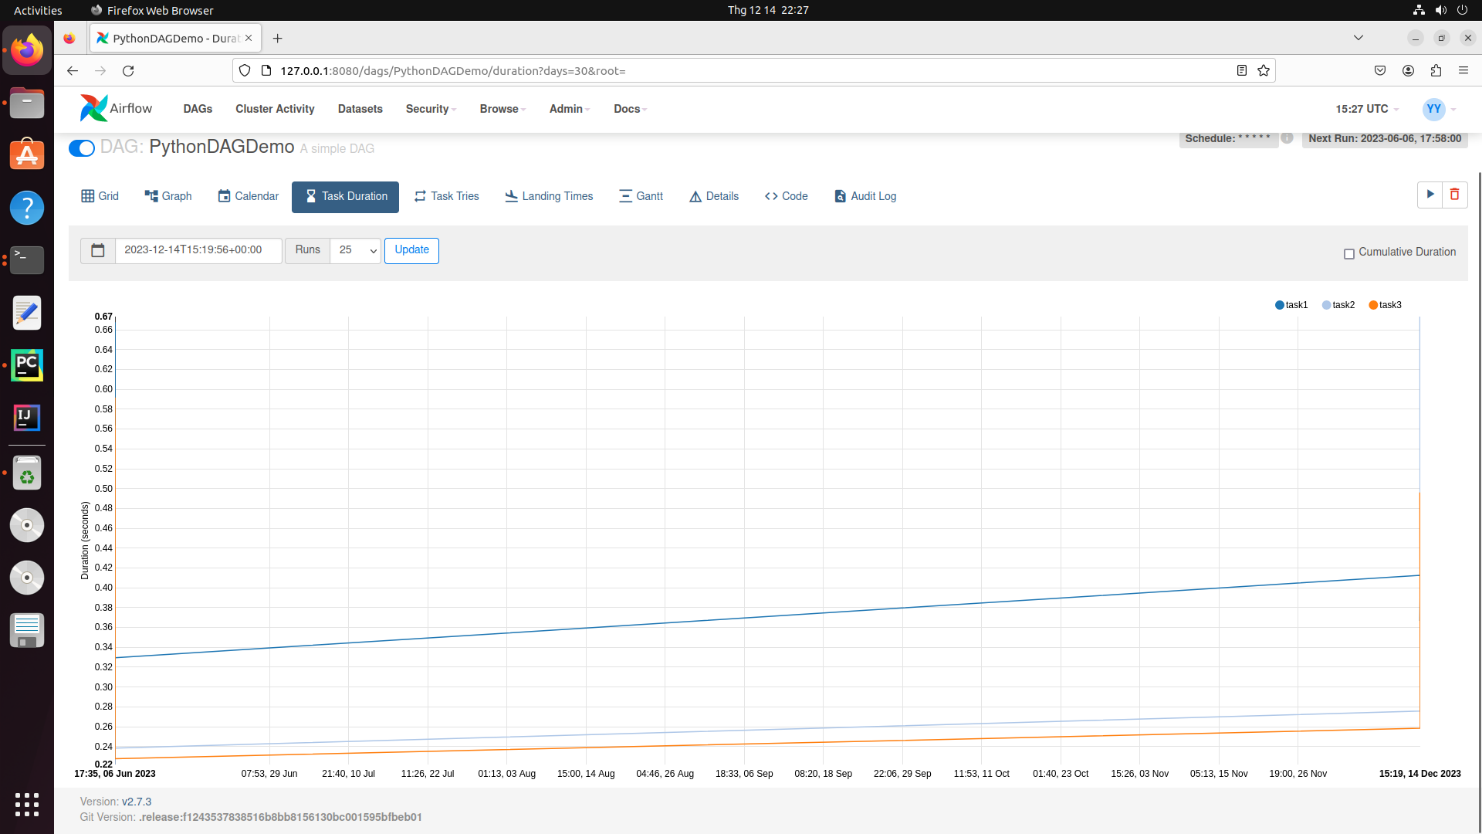 Activities Firefox Web Browser Thg 12 14 22:27
PythonDAGDemo - Durat
127.0.0.1:8080/dags/PythonDAGDemo/duration?days=30&root=
Airflow DAGs Cluster Activity Datasets Security Browse Admin Docs 15:27 UTC YY
DAG: PythonDAGDemo A simple DAG Schedule: * * * * * i Next Run: 2023-06-06, 17:58:00
Grid Graph Calendar Task Duration Task Tries Landing Times Gantt Details Code Audit Log
2023-12-14T15:19:56+00:00 Runs 25 Update Cumulative Duration
task1 task2 task3
0.67
0.66
0.64
0.62
0.60
0.58
0.56
0.54
0.52
0.50
0.48
0.46
0.44
0.42
0.40
0.38
0.36
0.34
0.32
0.30
0.28
0.26
0.24
0.22
Duration (seconds)
17:35, 06 Jun 2023 07:53, 29 Jun 21:40, 10 Jul 11:26, 22 Jul 01:13, 03 Aug 15:00, 14 Aug 04:46, 26 Aug 18:33, 06 Sep 08:20, 18 Sep 22:06, 29 Sep 11:53, 11 Oct 01:40, 23 Oct 15:26, 03 Nov 05:13, 15 Nov 19:00, 26 Nov 15:19, 14 Dec 2023
Version: v2.7.3
Git Version: .release:f1243537838516b8bb8156130bc001595bfbeb01
PC
IJ